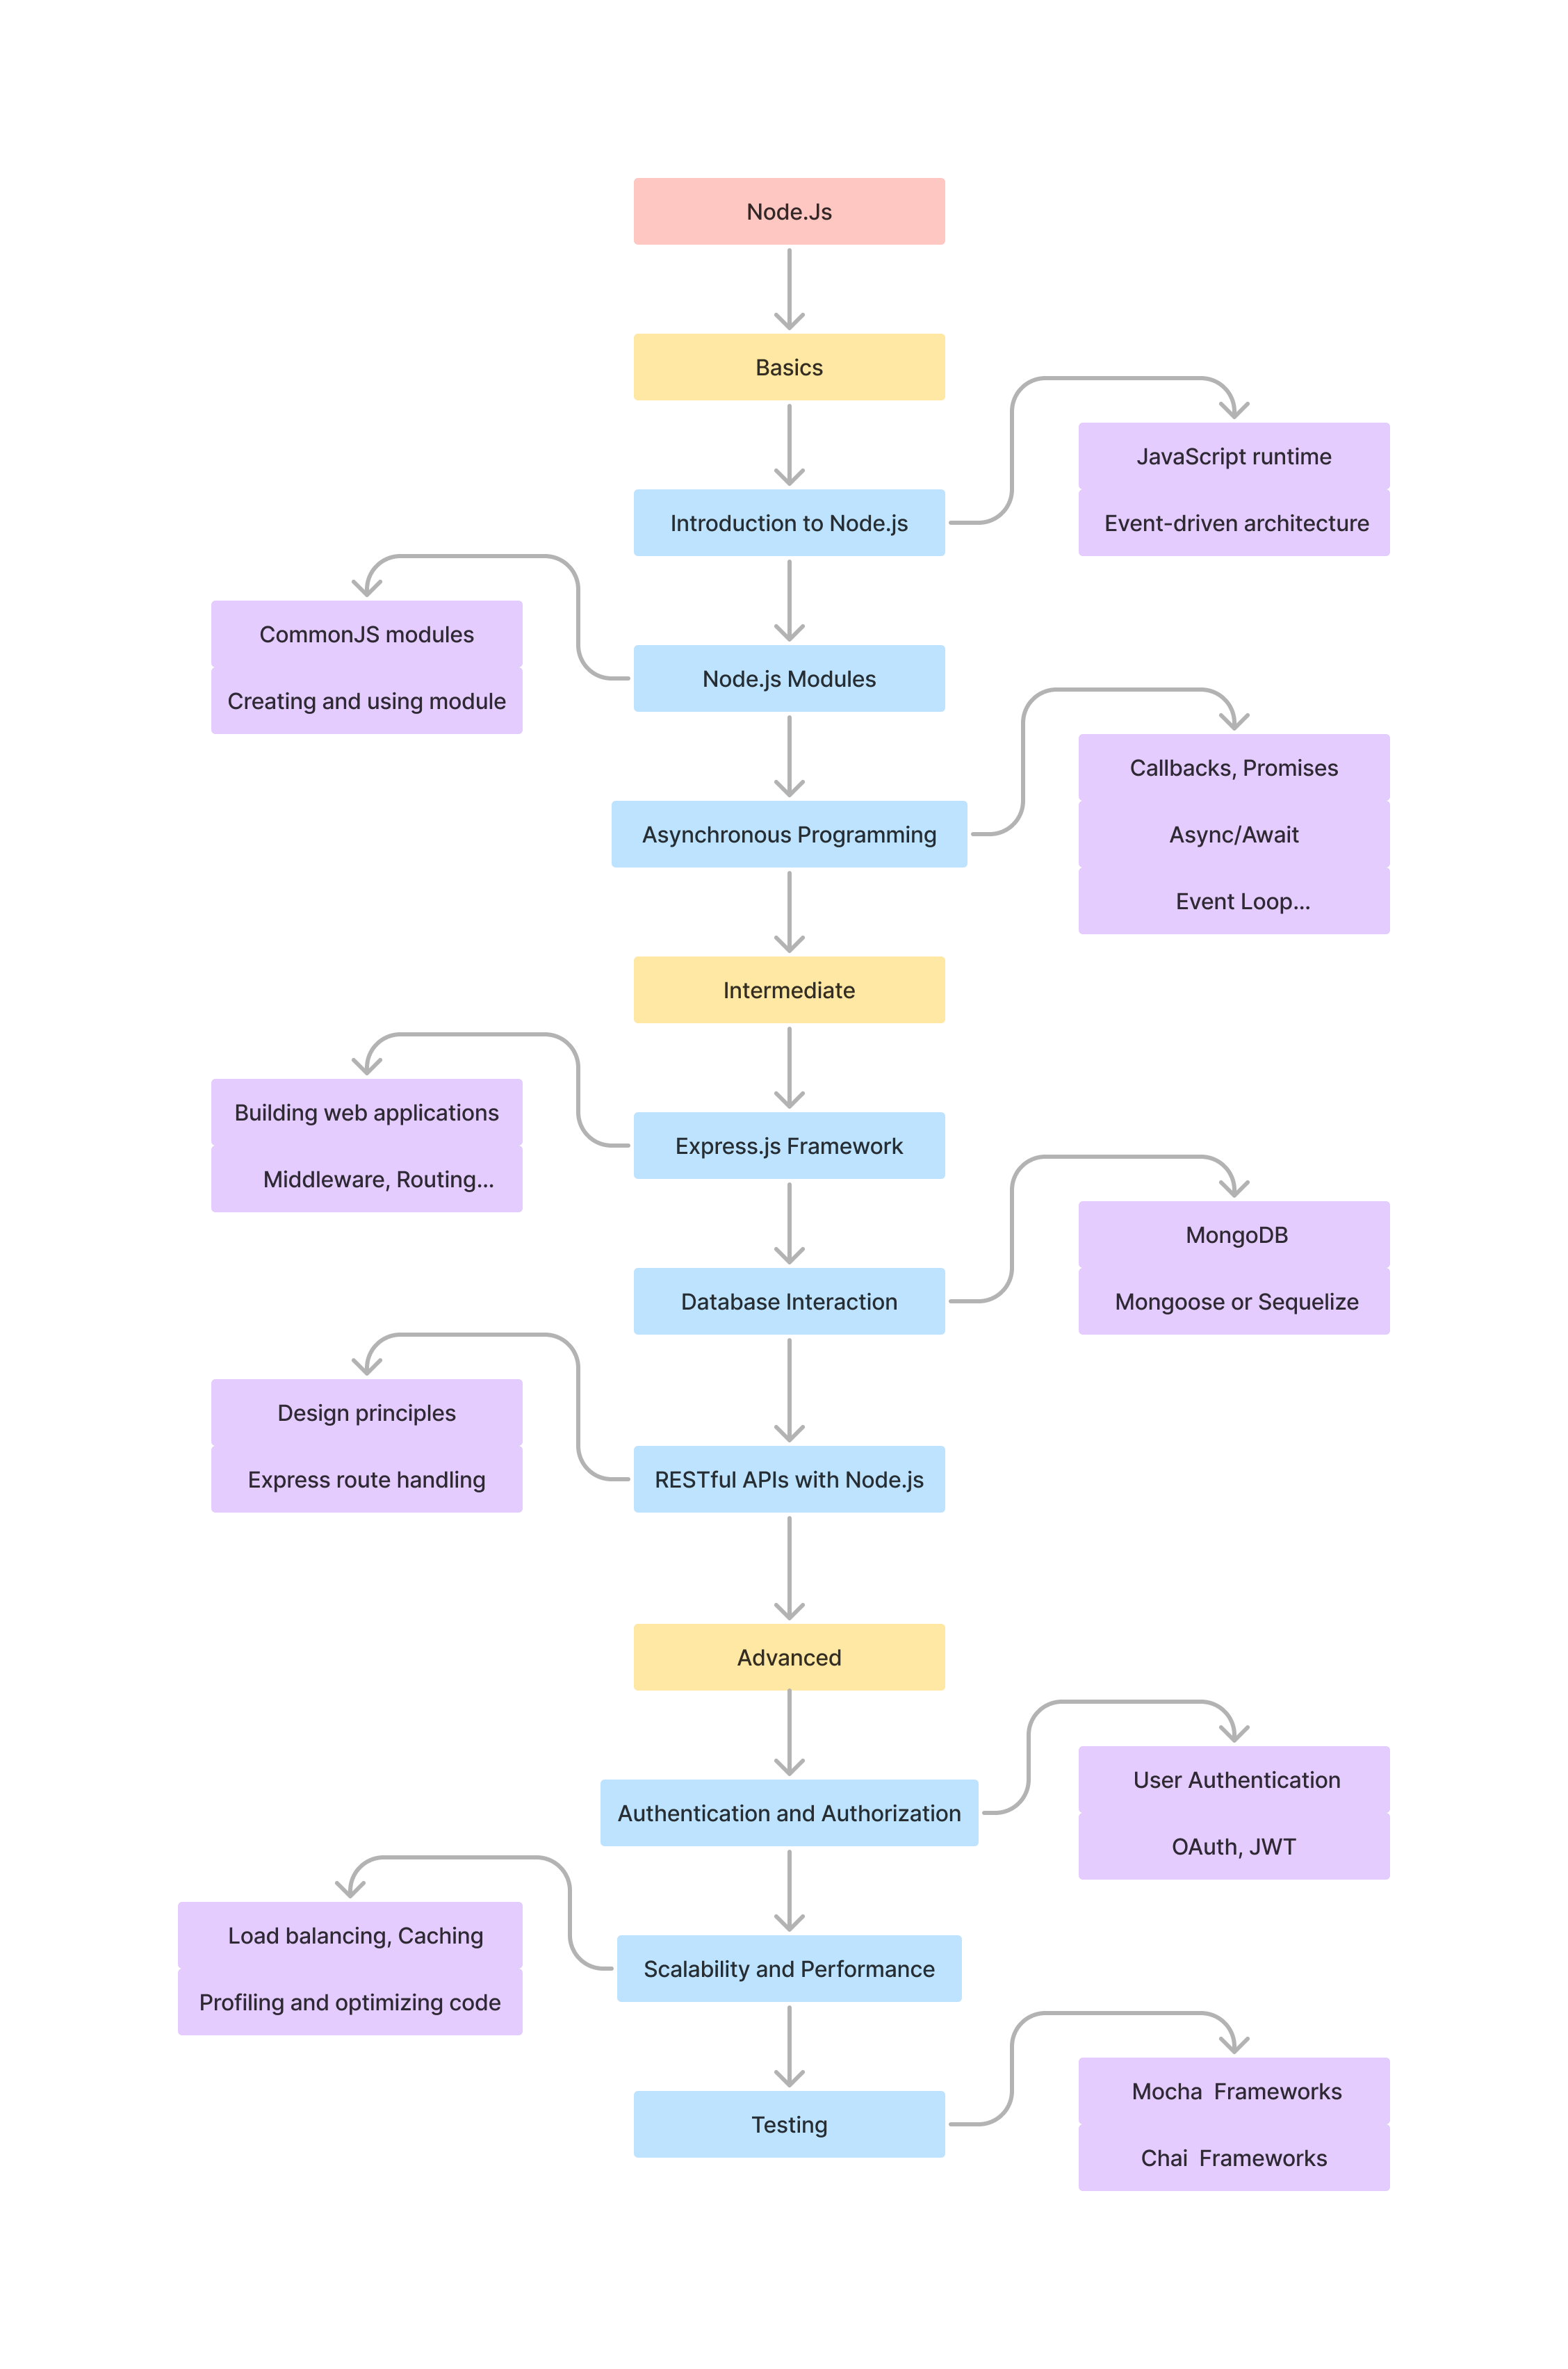 Node.Js
Basics
Introduction to Node.js
JavaScript runtime
Event-driven architecture
Node.js Modules
CommonJS modules
Creating and using module
Asynchronous Programming
Callbacks, Promises
Async/Await
Event Loop...
Intermediate
Express.js Framework
Building web applications
Middleware, Routing...
Database Interaction
MongoDB
Mongoose or Sequelize
RESTful APIs with Node.js
Design principles
Express route handling
Advanced
Authentication and Authorization
User Authentication
OAuth, JWT
Scalability and Performance
Load balancing, Caching
Profiling and optimizing code
Testing
Mocha  Frameworks
Chai  Frameworks